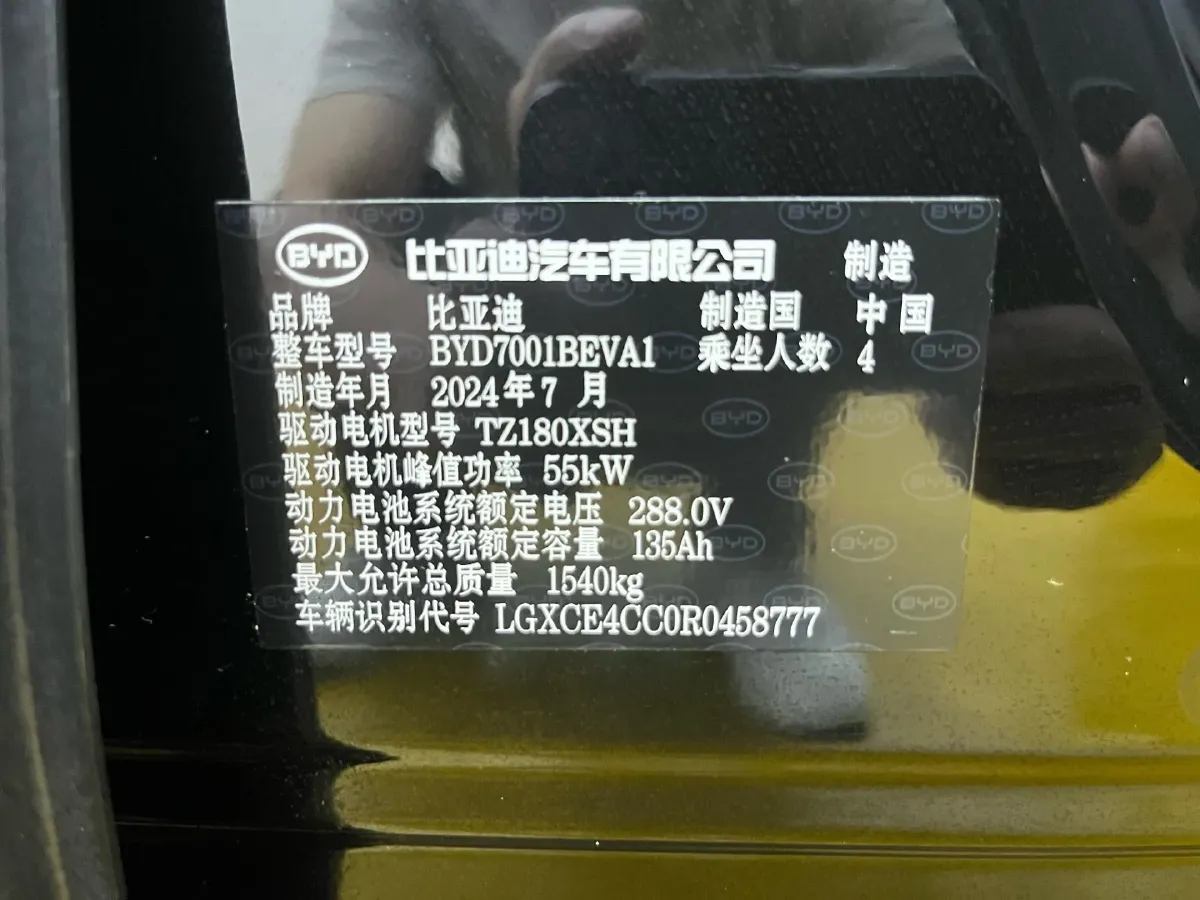 BYD 比亚迪汽车有限公司 制造
品牌 比亚迪 制造国 中国
整车型号 BYD7001BEVA1 乘坐人数 4
制造年月 2024年7月
驱动电机型号 TZ180XSH
驱动电机峰值功率 55kW
动力电池系统额定电压 288.0V
动力电池系统额定容量 135Ah
最大允许总质量 1540kg
车辆识别代号 LGXCE4CC0R0458777